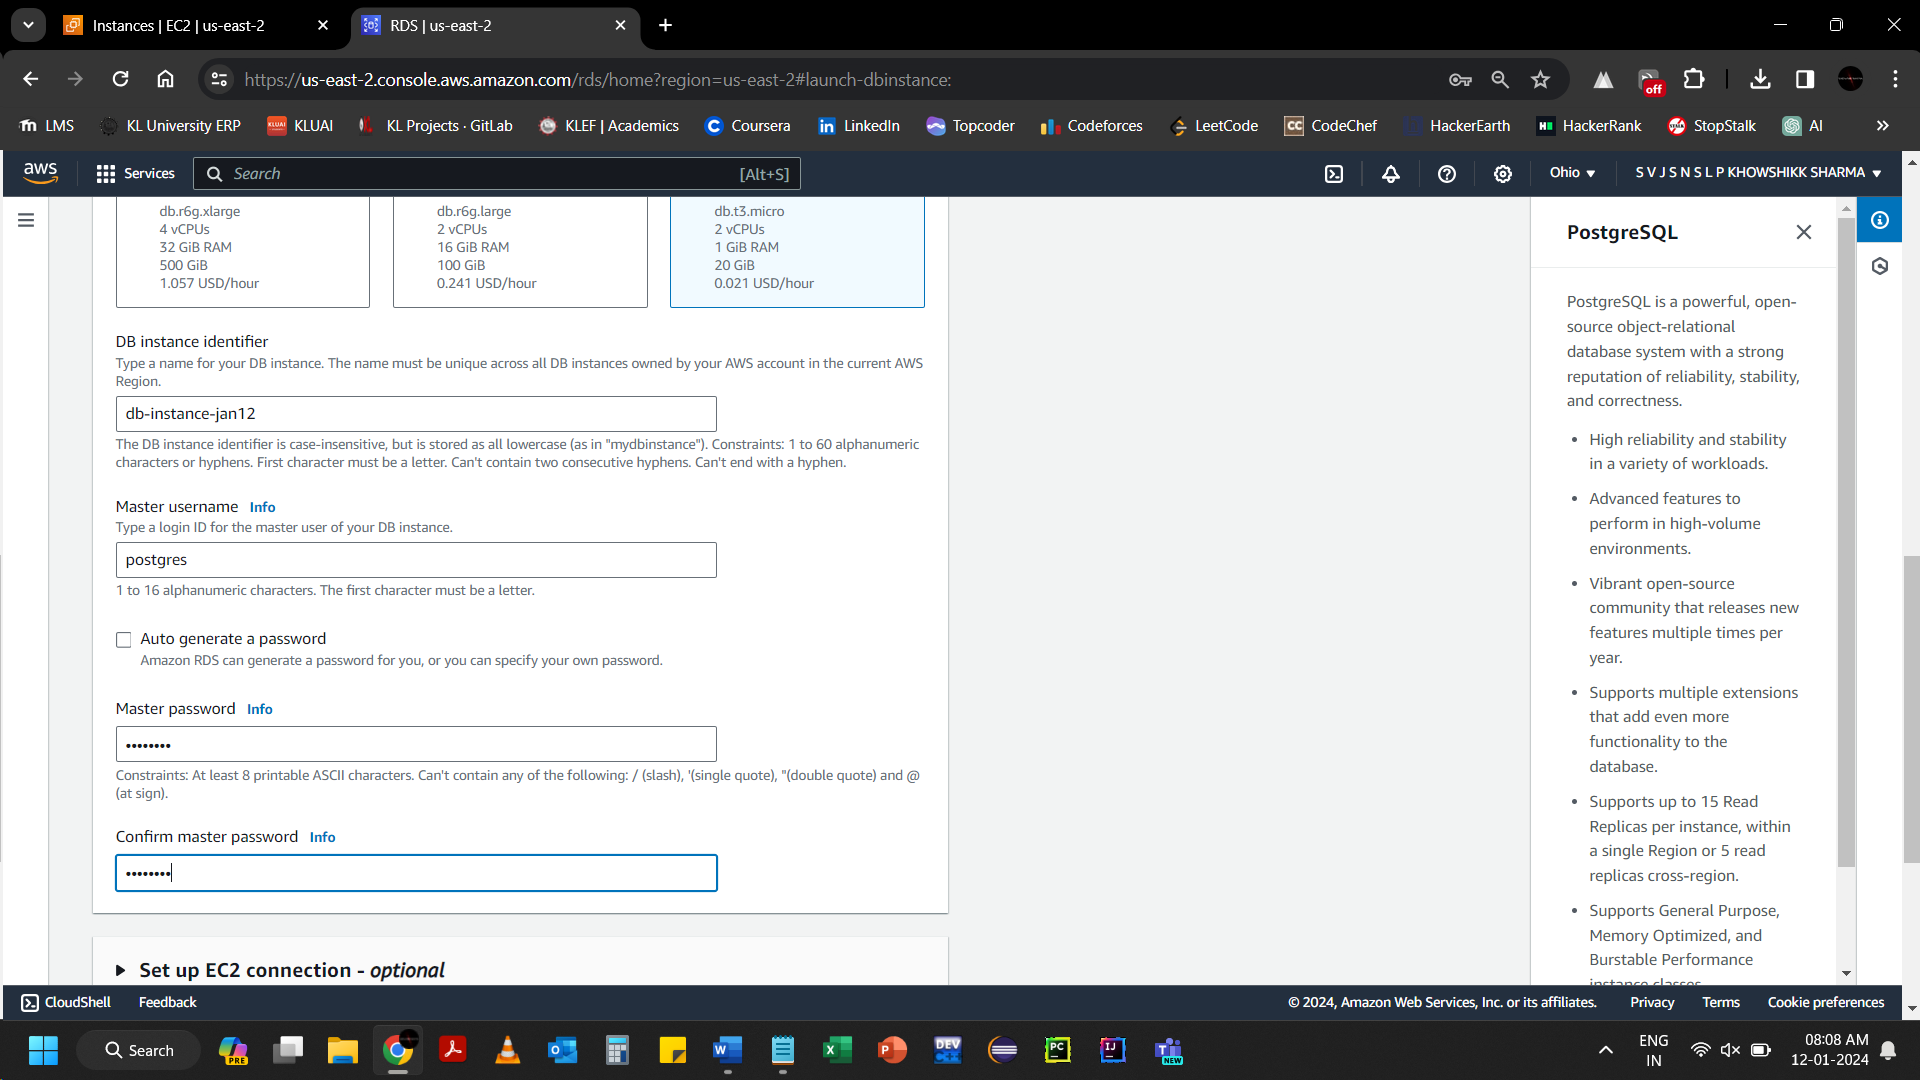 Instances | EC2 | us-east-2
RDS | us-east-2
https://us-east-2.console.aws.amazon.com/rds/home?region=us-east-2#launch-dbinstance:
off
LMS
KL University ERP
KLUAI
KL Projects · GitLab
KLEF | Academics
Coursera
LinkedIn
Topcoder
Codeforces
LeetCode
CodeChef
HackerEarth
HackerRank
StopStalk
AI
aws
Services
Search
[Alt+S]
Ohio
S V J S N S L P KHOWSHIKK SHARMA
db.r6g.xlarge
4 vCPUs
32 GiB RAM
500 GiB
1.057 USD/hour
db.r6g.large
2 vCPUs
16 GiB RAM
100 GiB
0.241 USD/hour
db.t3.micro
2 vCPUs
1 GiB RAM
20 GiB
0.021 USD/hour
DB instance identifier
Type a name for your DB instance. The name must be unique across all DB instances owned by your AWS account in the current AWS
Region.
db-instance-jan12
The DB instance identifier is case-insensitive, but is stored as all lowercase (as in "mydbinstance"). Constraints: 1 to 60 alphanumeric
characters or hyphens. First character must be a letter. Can't contain two consecutive hyphens. Can't end with a hyphen.
Master username Info
Type a login ID for the master user of your DB instance.
postgres
1 to 16 alphanumeric characters. The first character must be a letter.
Auto generate a password
Amazon RDS can generate a password for you, or you can specify your own password.
Master password Info
••••••••
Constraints: At least 8 printable ASCII characters. Can't contain any of the following: / (slash), '(single quote), "(double quote) and @
(at sign).
Confirm master password Info
••••••••
Set up EC2 connection - optional
PostgreSQL
PostgreSQL is a powerful, open-
source object-relational
database system with a strong
reputation of reliability, stability,
and correctness.
• High reliability and stability
in a variety of workloads.
• Advanced features to
perform in high-volume
environments.
• Vibrant open-source
community that releases new
features multiple times per
year.
• Supports multiple extensions
that add even more
functionality to the
database.
• Supports up to 15 Read
Replicas per instance, within
a single Region or 5 read
replicas cross-region.
• Supports General Purpose,
Memory Optimized, and
Burstable Performance
instance classes.
CloudShell
Feedback
© 2024, Amazon Web Services, Inc. or its affiliates.
Privacy
Terms
Cookie preferences
Search
PRE
DEV
PC
IJ
NEW
ENG
IN
08:08 AM
12-01-2024